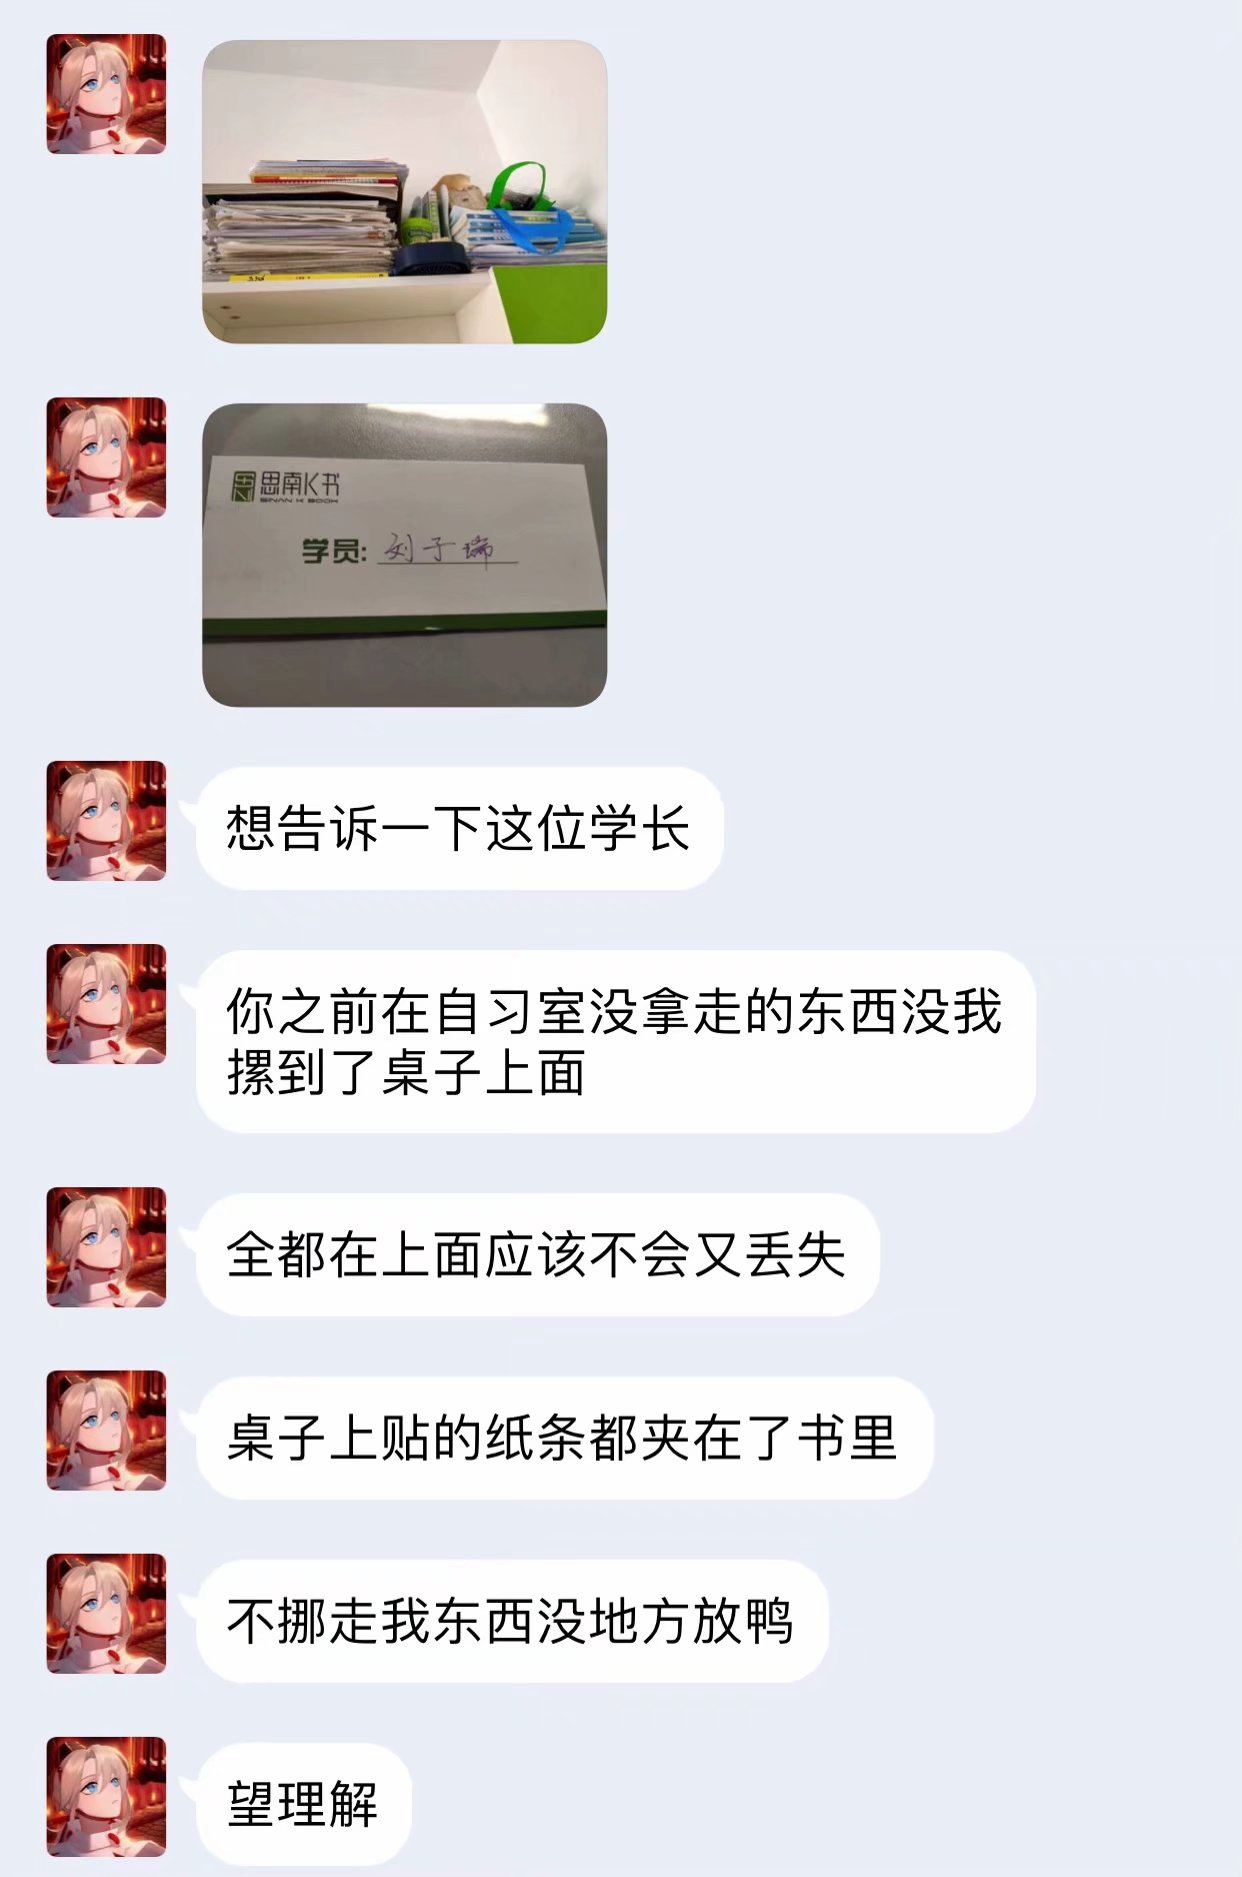 思南K书
SINAN K BOOK
学员: 刘子瑞
想告诉一下这位学长
你之前在自习室没拿走的东西没我
摞到了桌子上面
全都在上面应该不会又丢失
桌子上贴的纸条都夹在了书里
不挪走我东西没地方放鸭
望理解